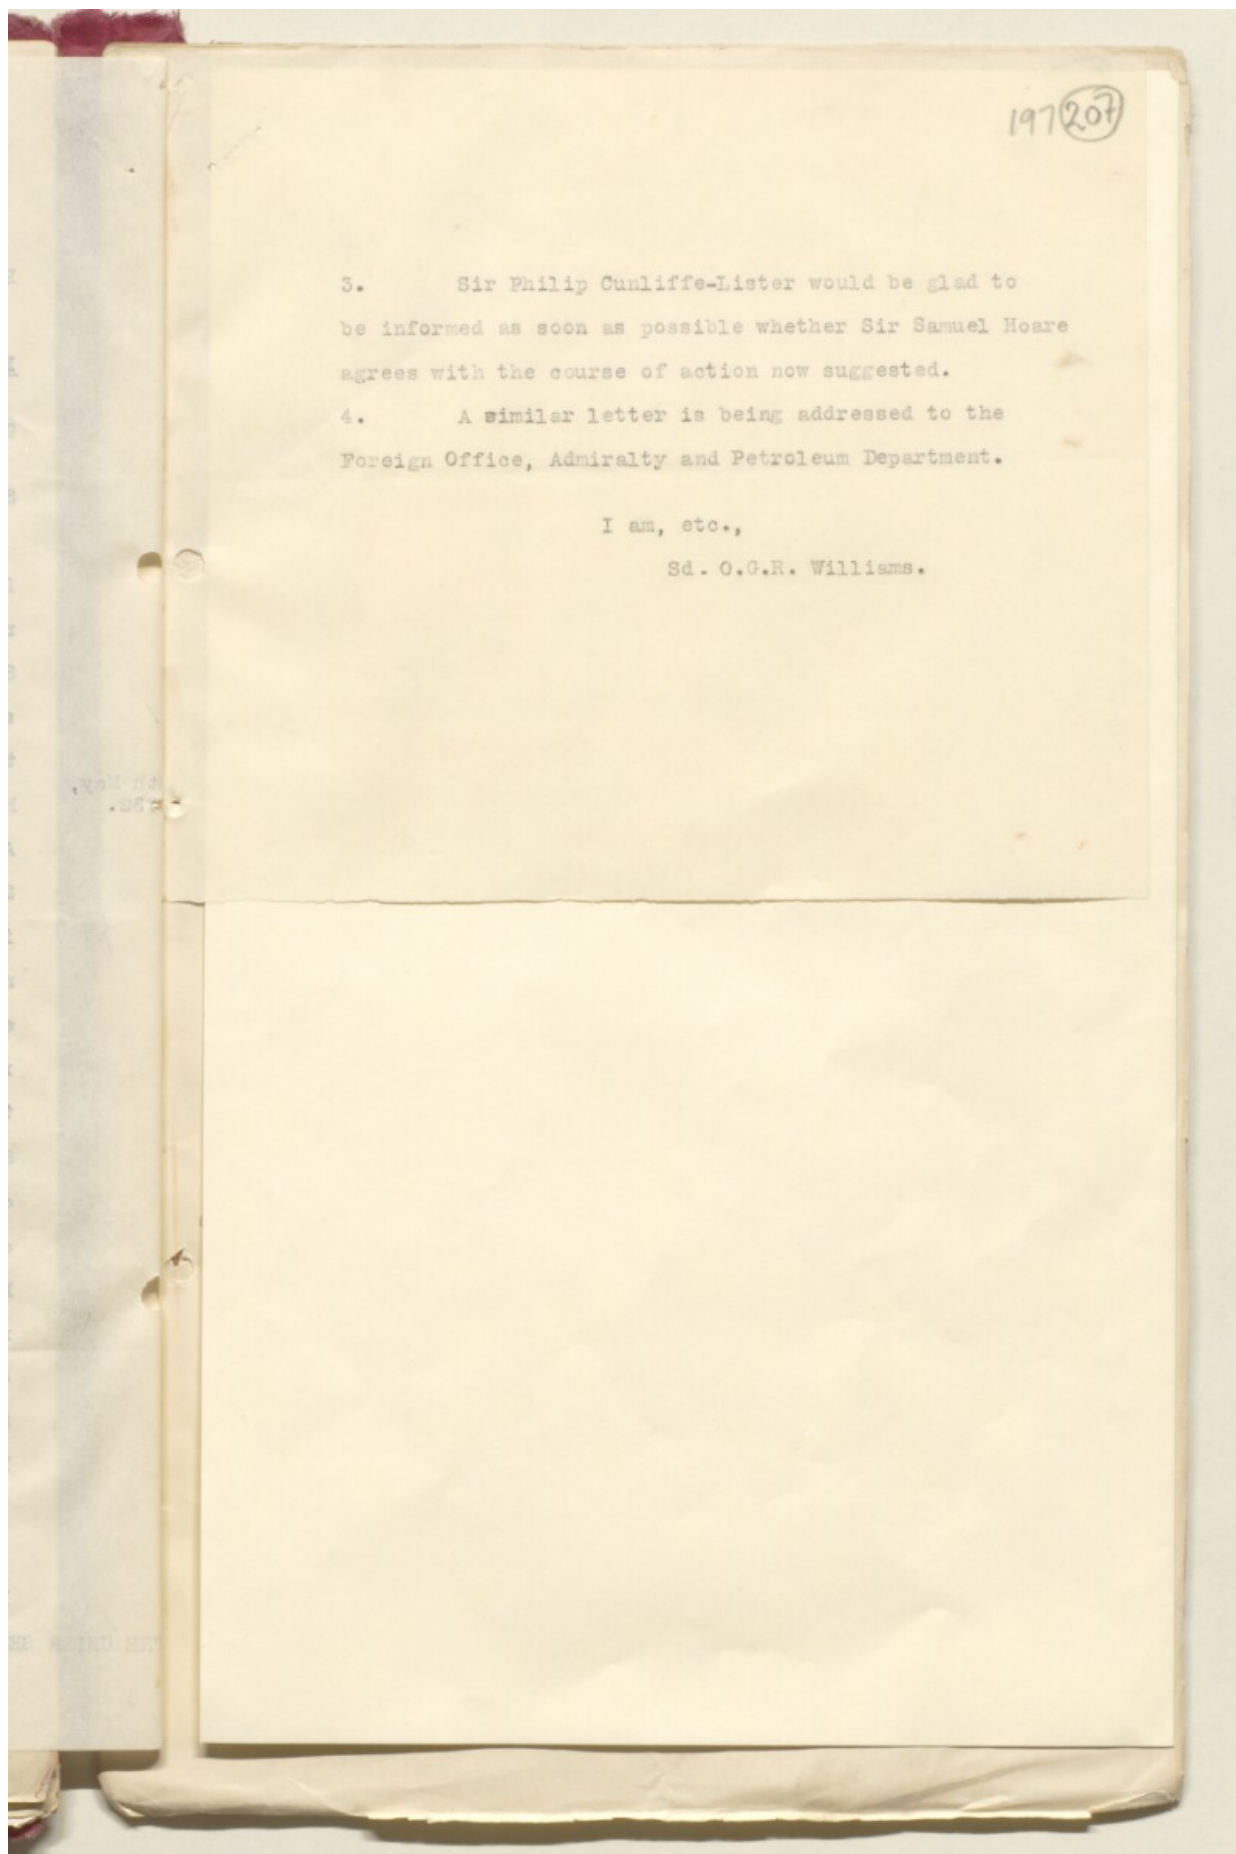 197 207
3. Sir Philip Cunliffe-Lister would be glad to
be informed as soon as possible whether Sir Samuel Hoare
agrees with the course of action now suggested.
4. A similar letter is being addressed to the
Foreign Office, Admiralty and Petroleum Department.
I am, etc.,
Sd. O.G.R. Williams.